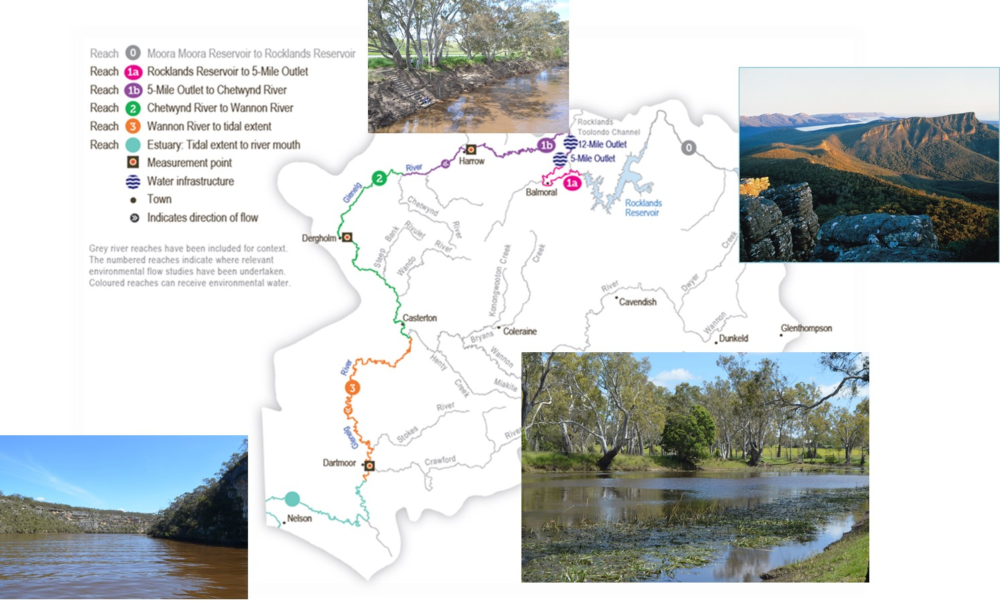 Reach 0 Moora Moora Reservoir to Rocklands Reservoir
Reach 1a Rocklands Reservoir to 5-Mile Outlet
Reach 1b 5-Mile Outlet to Chetwynd River
Reach 2 Chetwynd River to Wannon River
Reach 3 Wannon River to tidal extent
Reach Estuary: Tidal extent to river mouth
Measurement point
Water infrastructure
Town
Indicates direction of flow
Grey river reaches have been included for context.
The numbered reaches indicate where relevant
environmental flow studies have been undertaken.
Coloured reaches can receive environmental water.
Rocklands
Toolondo Channel
12-Mile Outlet
5-Mile Outlet
1b
0
Harrow
River
2
Glenelg
Balmoral
1a
Rocklands
Reservoir
Chetwynd
River
Dergholm
Bank
Rivulet
Steep
Wando
River
Creek
Konongwooton
Creek
Creek
Dwyer
River
Cavendish
Wannon
Casterton
Bryans
Coleraine
Dunkeld
Glenthompson
River
Henty
Creek
Wannon
Miakite
3
Glenelg
Stokes
River
River
Dartmoor
Crawford
Nelson